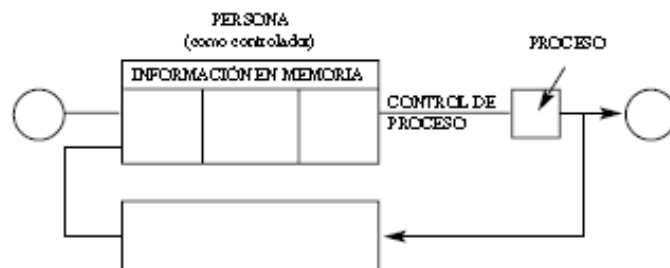 PERSONA
(como controlador)
PROCESO
INFORMACIÓN EN MEMORIA
CONTROL DE
PROCESO